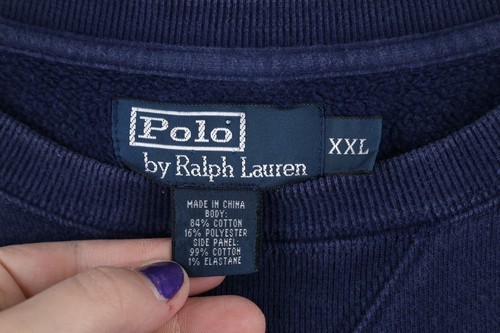 Polo
by Ralph Lauren
XXL
MADE IN CHINA
BODY:
84% COTTON
16% POLYESTER
SIDE PANEL:
99% COTTON
1% ELASTANE